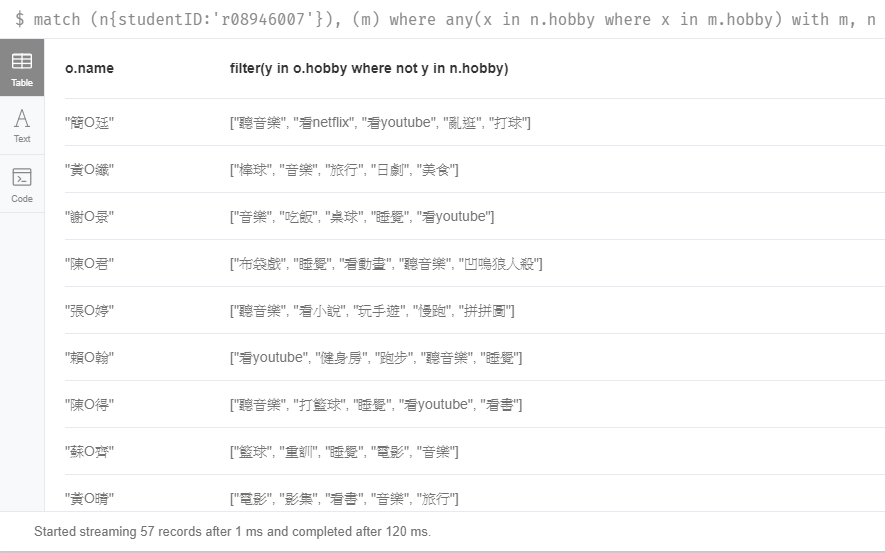 $ match (n{studentID:'r08946007'}), (m) where any(x in n.hobby where x in m.hobby) with m, n
Table
Text
Code
o.name filter(y in o.hobby where not y in n.hobby)
"簡O廷" ["聽音樂", "看netflix", "看youtube", "亂逛", "打球"]
"黃O纖" ["棒球", "音樂", "旅行", "日劇", "美食"]
"謝O景" ["音樂", "吃飯", "桌球", "睡覺", "看youtube"]
"陳O君" ["布袋戲", "睡覺", "看動畫", "聽音樂", "凹嗚狼人殺"]
"張O婷" ["聽音樂", "看小說", "玩手遊", "慢跑", "拼拼圖"]
"賴O翰" ["看youtube", "健身房", "跑步", "聽音樂", "睡覺"]
"陳O得" ["聽音樂", "打籃球", "睡覺", "看youtube", "看書"]
"蘇O齊" ["籃球", "重訓", "睡覺", "電影", "音樂"]
"黃O晴" ["電影", "影集", "看書", "音樂", "旅行"]
Started streaming 57 records after 1 ms and completed after 120 ms.